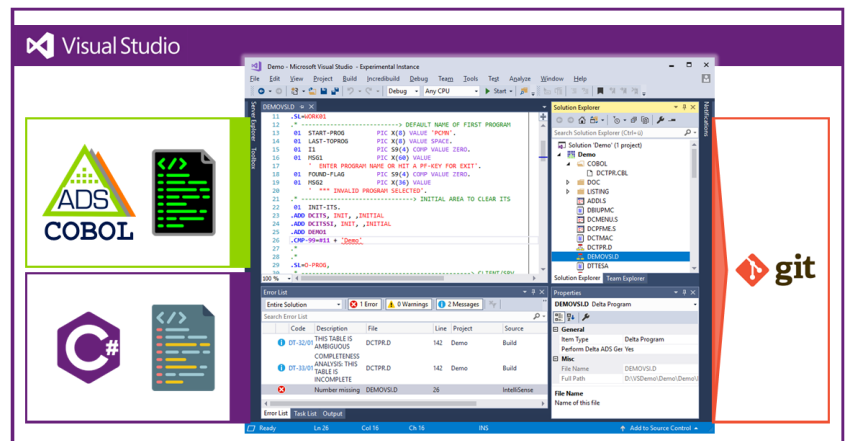 Visual Studio
Demo - Microsoft Visual Studio - Experimental Instance
File Edit View Project Build Incredibuild Debug Team Tools Test Analyze Window Help
Debug Any CPU Start
Server Explorer Toolbox
DEMOVSI.D
11 .SL=WORK01
12 .* --------------------------> DEFAULT NAME OF FIRST PROGRAM
13 01 START-PROG PIC X(8) VALUE 'PCMN'.
14 01 LAST-TOPROG PIC X(8) VALUE SPACE.
15 01 I1 PIC S9(4) COMP VALUE ZERO.
16 01 MSG1 PIC X(60) VALUE
17 ' ENTER PROGRAM NAME OR HIT A PF-KEY FOR EXIT'.
18 01 FOUND-FLAG PIC S9(4) COMP VALUE ZERO.
19 01 MSG2 PIC X(36) VALUE
20 ' *** INVALID PROGRAM SELECTED'.
21 .* ------------------------------> INITIAL AREA TO CLEAR ITS
22 01 INIT-ITS.
23 .ADD DCITS, INIT, ,INITIAL
24 .ADD DCITSSI, INIT, ,INITIAL
25 .ADD DEMO1
26 .CMP-99=#11 + 'Demo'
27 .*
28 .*
29 .SL=O-PROG,
100 %
Solution Explorer
Search Solution Explorer (Ctrl+ü)
Solution 'Demo' (1 project)
Demo
COBOL
DCTPR.CBL
DOC
LISTING
ADDI.S
DBIUPMC
DCMENU.S
DCPFME.S
DCTMAC
DCTPR.D
DEMOVSI.D
DTTESA
Solution Explorer Team Explorer
Notifications
ADS
COBOL
</>
C#
</>
git
Error List
Entire Solution 1 Error 0 Warnings 2 Messages
Search Error List
Code Description File Line Project Source
DT-32/01 THIS TABLE IS AMBIGUOUS DCTPR.D 142 Demo Build
DT-33/01 COMPLETENESS ANALYSIS: THIS TABLE IS INCOMPLETE DCTPR.D 142 Demo Build
Number missing DEMOVSI.D 26 IntelliSense
Error List Task List Output
Properties
DEMOVSI.D Delta Program
General
Item Type Delta Program
Perform Delta ADS Ger Yes
Misc
File Name DEMOVSI.D
Full Path D:\VSDemo\Demo\Demo\
File Name
Name of this file
Ready Ln 26 Col 16 Ch 16 INS Add to Source Control